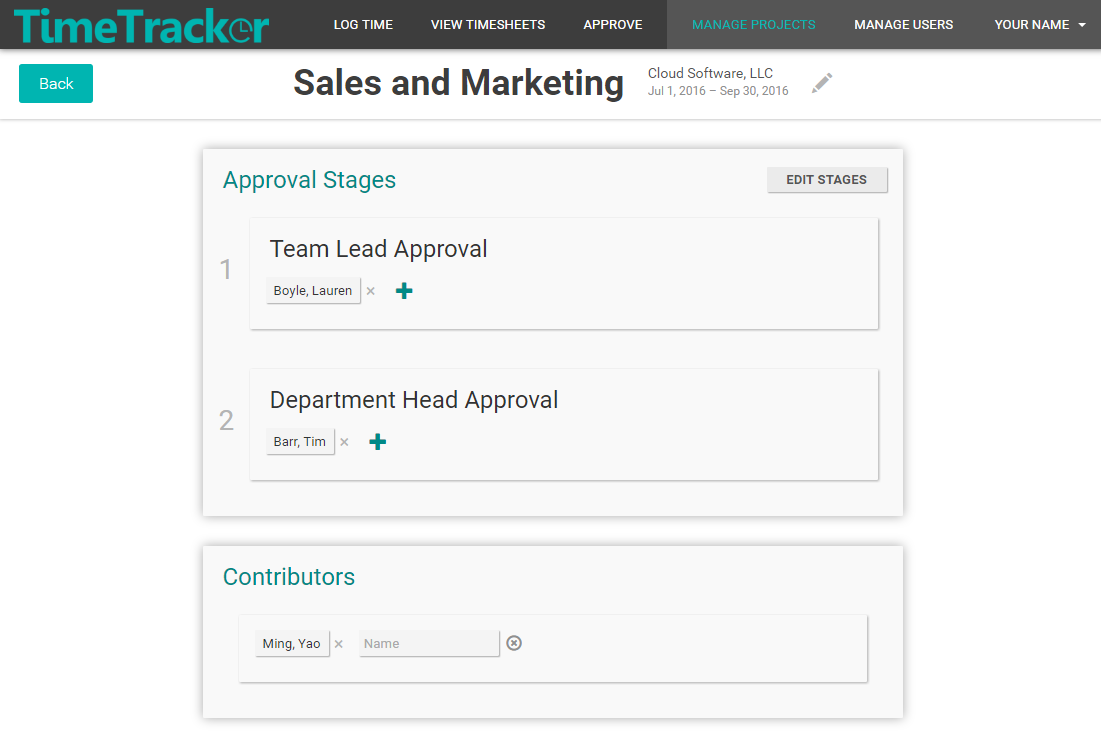 TimeTracker
LOG TIME VIEW TIMESHEETS APPROVE MANAGE PROJECTS MANAGE USERS YOUR NAME
Back
Sales and Marketing
Cloud Software, LLC
Jul 1, 2016 – Sep 30, 2016
Approval Stages
EDIT STAGES
1
Team Lead Approval
Boyle, Lauren
2
Department Head Approval
Barr, Tim
Contributors
Ming, Yao
Name